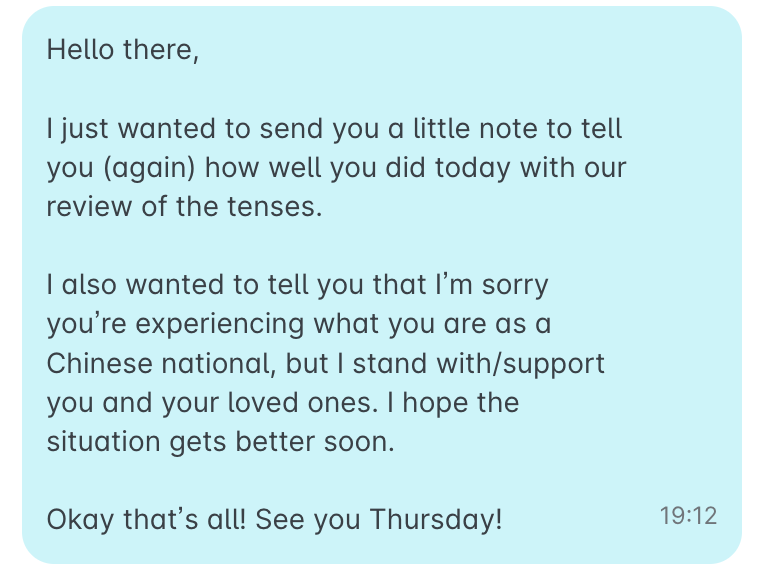 Hello there,
I just wanted to send you a little note to tell
you (again) how well you did today with our
review of the tenses.
I also wanted to tell you that I’m sorry
you’re experiencing what you are as a
Chinese national, but I stand with/support
you and your loved ones. I hope the
situation gets better soon.
Okay that’s all! See you Thursday!
19:12